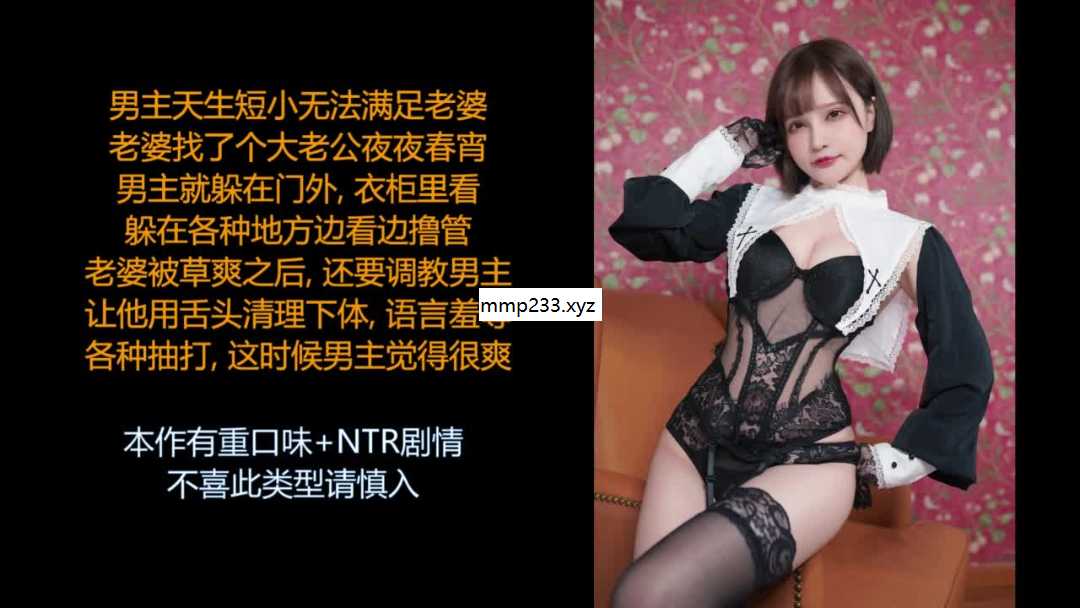 男主天生短小无法满足老婆
老婆找了个大老公夜夜春宵
男主就躲在门外, 衣柜里看
躲在各种地方边看边撸管
老婆被草爽之后, 还要调教男主
让他用舌头清理下体, 语言羞
各种抽打, 这时候男主觉得很爽
mmp233.xyz
本作有重口味+NTR剧情
不喜此类型请慎入